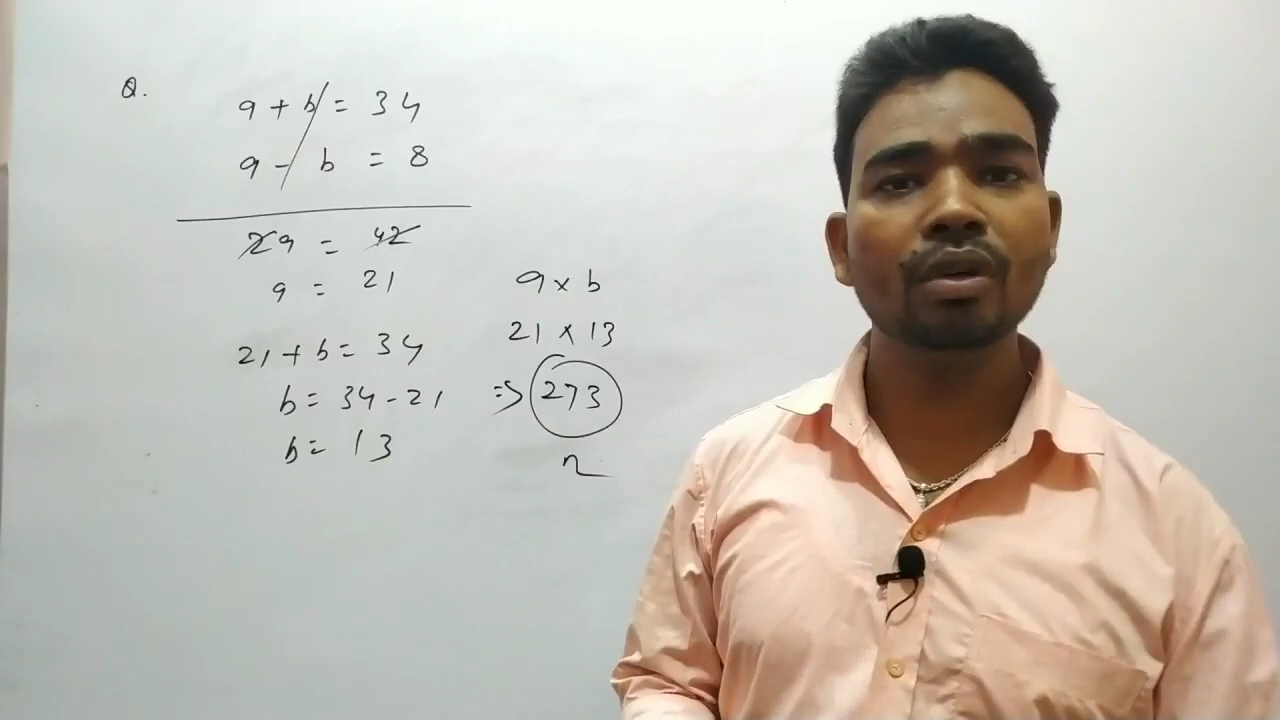 Q.
a + b = 34
a - b = 8
2a = 42
a = 21
21 + b = 34
b = 34 - 21
b = 13
a × b
21 × 13
⇒ 273